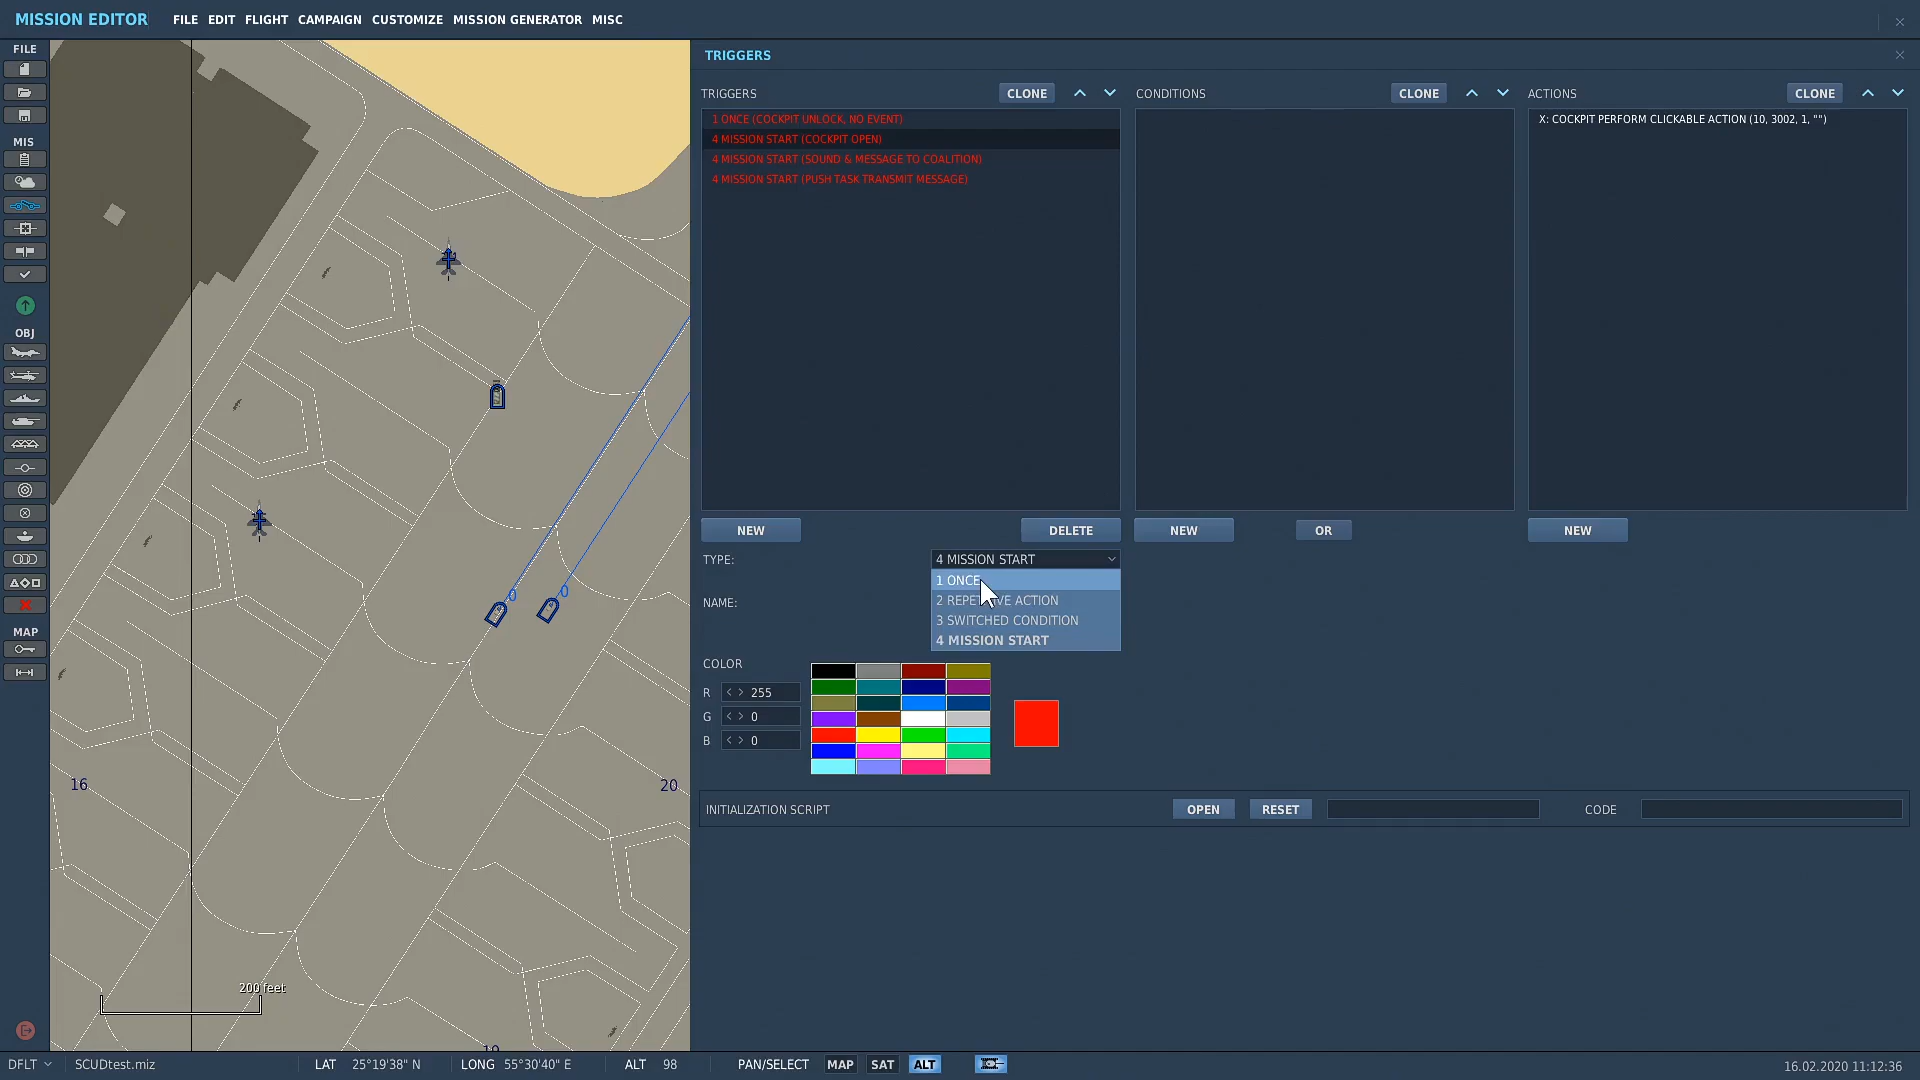 MISSION EDITOR FILE EDIT FLIGHT CAMPAIGN CUSTOMIZE MISSION GENERATOR MISC
FILE
MIS
OBJ
MAP
16
20
0
0
200 feet
TRIGGERS
TRIGGERS CLONE
1 ONCE (COCKPIT UNLOCK, NO EVENT)
4 MISSION START (COCKPIT OPEN)
4 MISSION START (SOUND & MESSAGE TO COALITION)
4 MISSION START (PUSH TASK TRANSMIT MESSAGE)
NEW DELETE
CONDITIONS CLONE
NEW OR
ACTIONS CLONE
X: COCKPIT PERFORM CLICKABLE ACTION (10, 3002, 1, "")
NEW
TYPE: 4 MISSION START
1 ONCE
2 REPETITIVE ACTION
3 SWITCHED CONDITION
4 MISSION START
NAME:
COLOR
R < > 255
G < > 0
B < > 0
INITIALIZATION SCRIPT OPEN RESET CODE
DFLT SCUDtest.miz LAT 25°19'38" N LONG 55°30'40" E ALT 98 PAN/SELECT MAP SAT ALT 16.02.2020 11:12:36